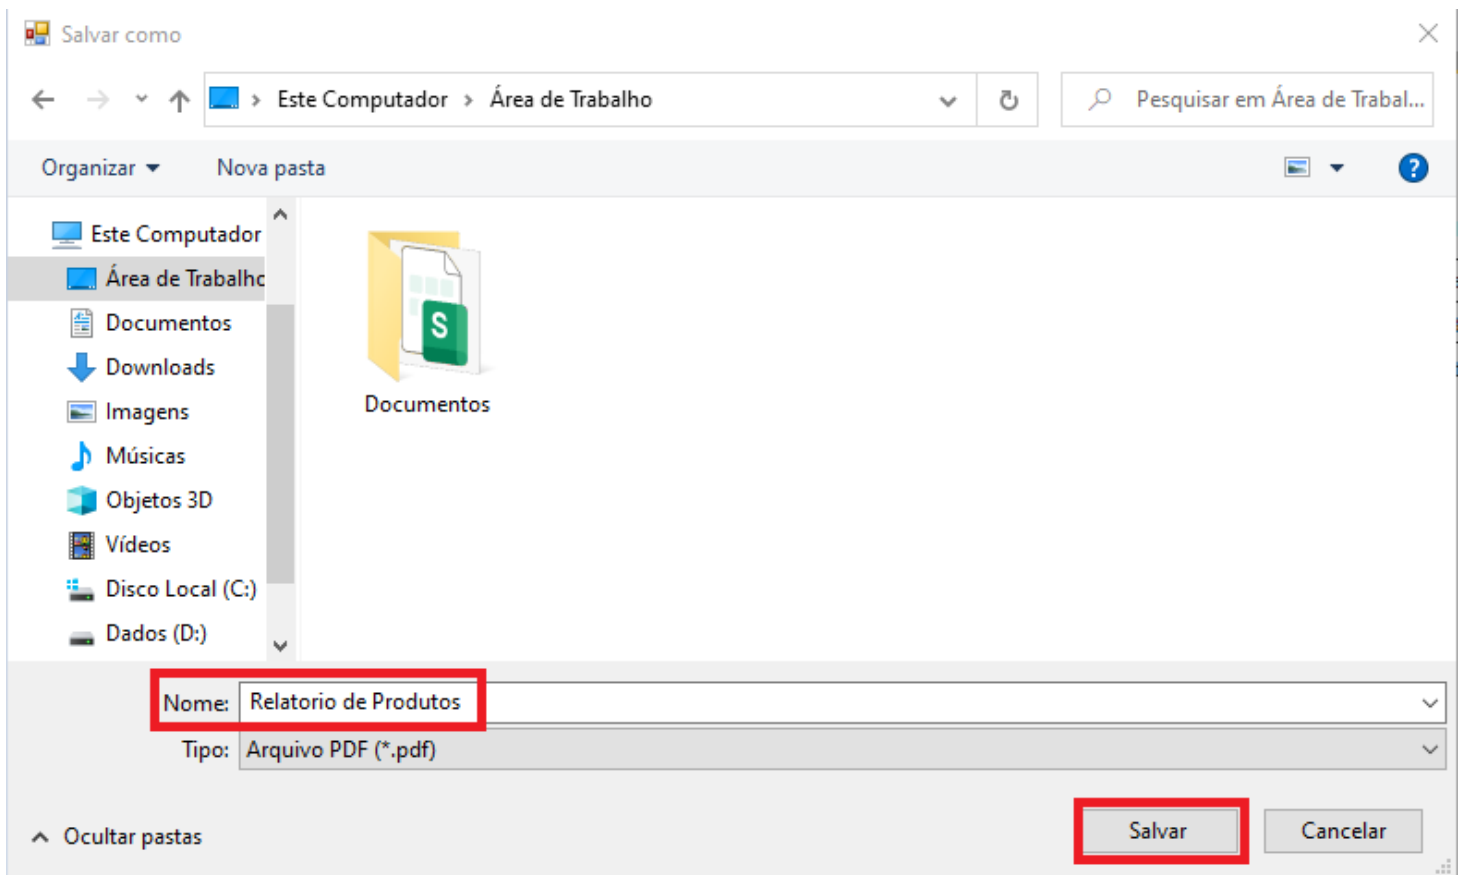 Salvar como
Este Computador > Área de Trabalho
Pesquisar em Área de Trabal...
Organizar
Nova pasta
?
Este Computador
Área de Trabalho
Documentos
Downloads
Imagens
Músicas
Objetos 3D
Vídeos
Disco Local (C:)
Dados (D:)
S
Documentos
Nome: Relatorio de Produtos
Tipo: Arquivo PDF (*.pdf)
Ocultar pastas
Salvar
Cancelar